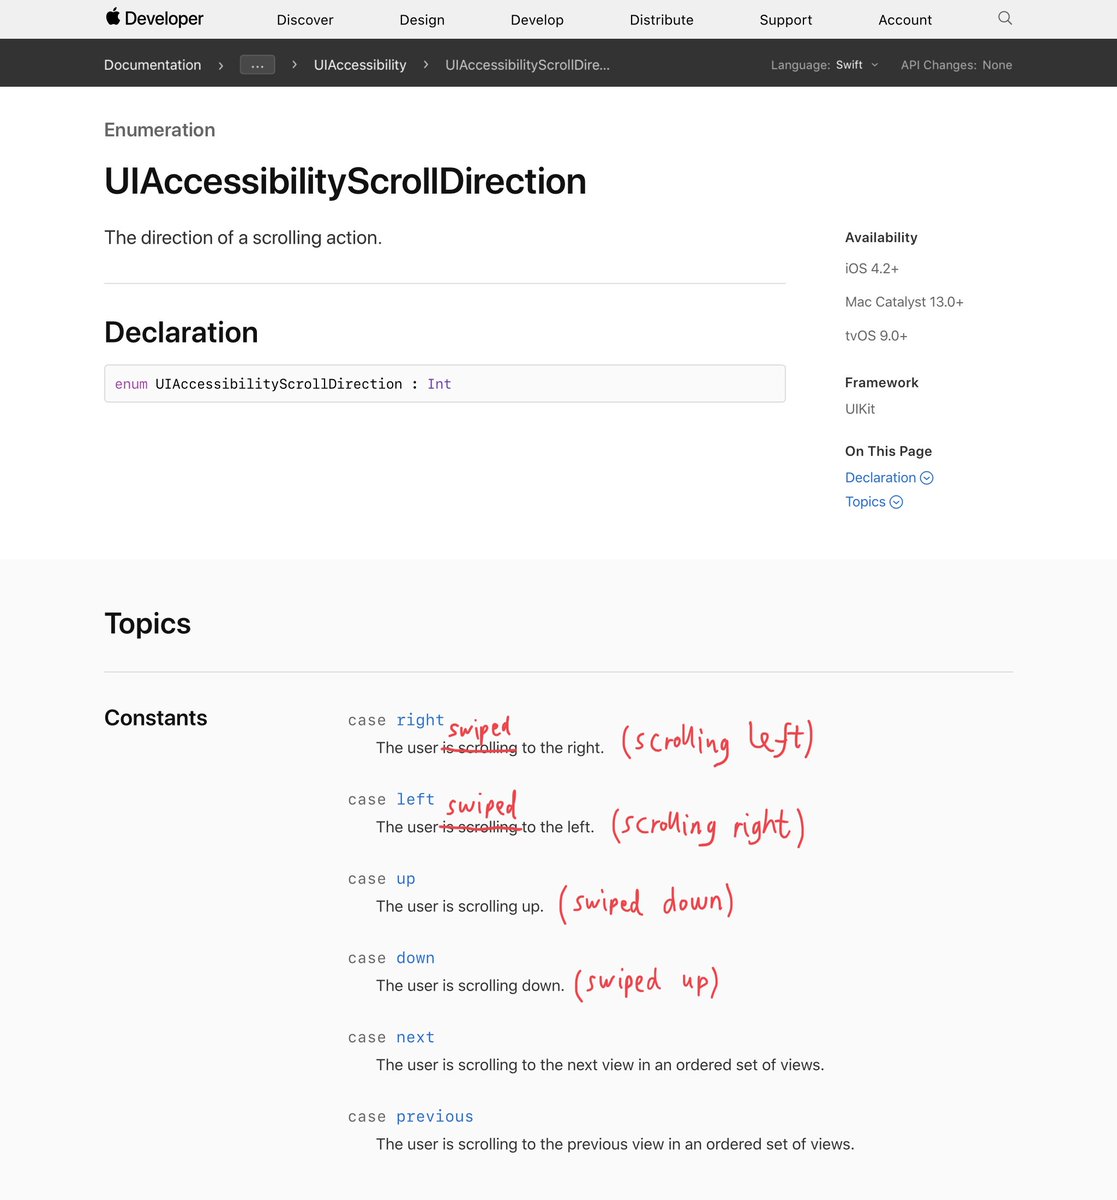 Developer Discover Design Develop Distribute Support Account
Documentation > ... > UIAccessibility > UIAccessibilityScrollDire... Language: Swift API Changes: None
Enumeration
UIAccessibilityScrollDirection
The direction of a scrolling action.
Availability
iOS 4.2+
Mac Catalyst 13.0+
tvOS 9.0+
Framework
UIKit
On This Page
Declaration
Topics
Declaration
enum UIAccessibilityScrollDirection : Int
Topics
Constants
case right
swiped
The user is scrolling to the right. (scrolling left)
case left
swiped
The user is scrolling to the left. (scrolling right)
case up
The user is scrolling up. (swiped down)
case down
The user is scrolling down. (swiped up)
case next
The user is scrolling to the next view in an ordered set of views.
case previous
The user is scrolling to the previous view in an ordered set of views.